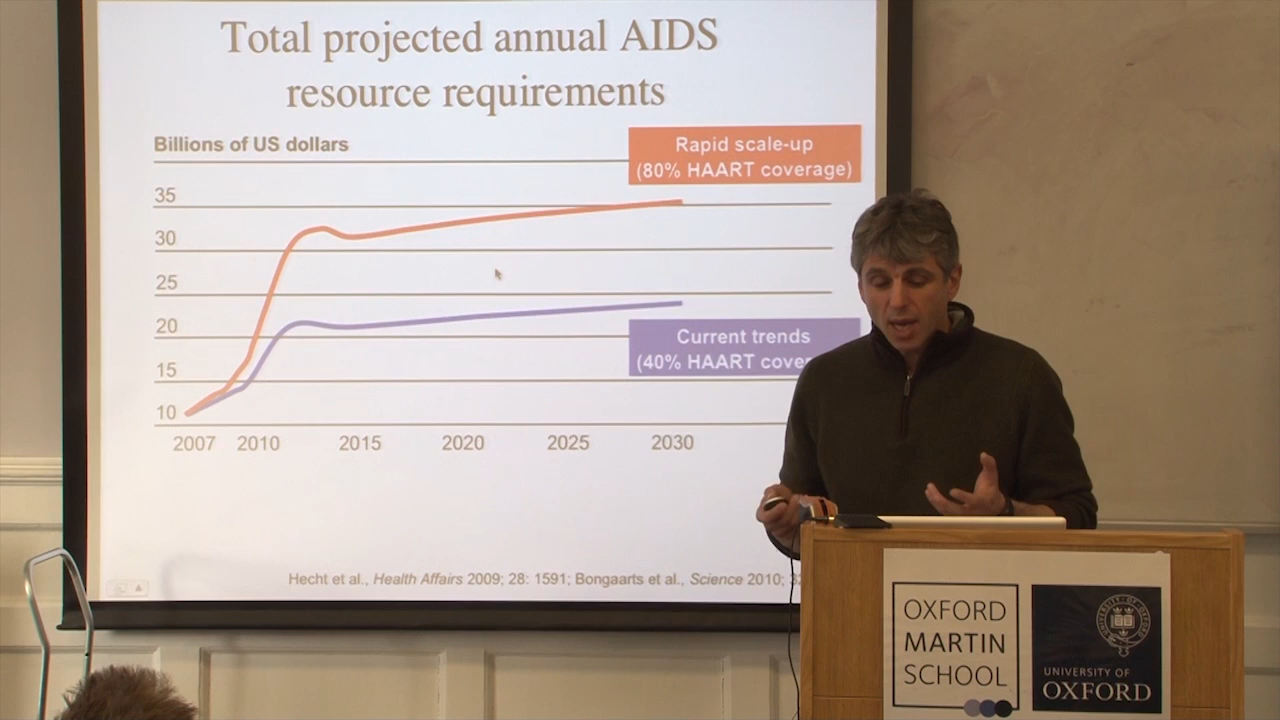 Total projected annual AIDS
resource requirements
Billions of US dollars
Rapid scale-up
(80% HAART coverage)
35
30
25
20
Current trends
(40% HAART
15
10
2007 2010 2015 2020 2025 2030
Hecht et al., Health Affairs 2009; 28: 1591; Bongaarts et al., Science 2010;
OXFORD
MARTIN
SCHOOL
UNIVERSITY OF
OXFORD